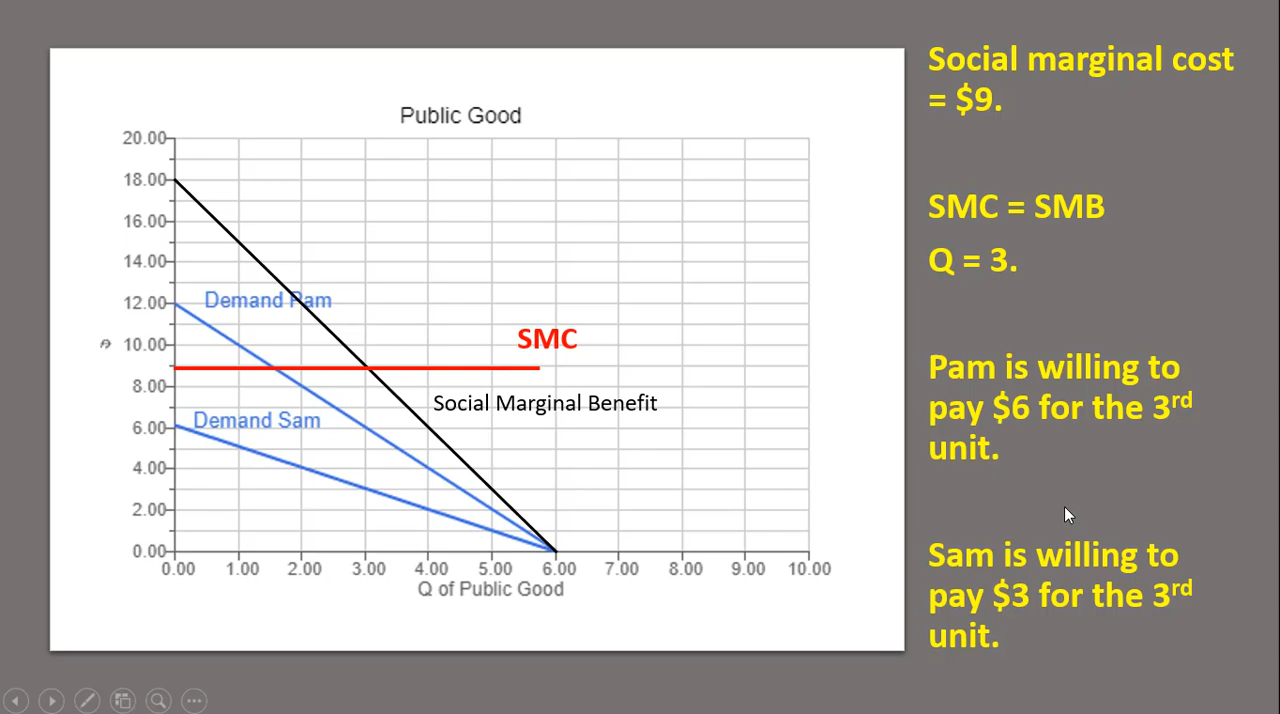 Public Good
20.00
18.00
16.00
14.00
12.00
10.00
8.00
6.00
4.00
2.00
0.00
Demand Pam
Demand Sam
SMC
Social Marginal Benefit
0.00 1.00 2.00 3.00 4.00 5.00 6.00 7.00 8.00 9.00 10.00
Q of Public Good
Social marginal cost
= $9.
SMC = SMB
Q = 3.
Pam is willing to
pay $6 for the 3rd
unit.
Sam is willing to
pay $3 for the 3rd
unit.